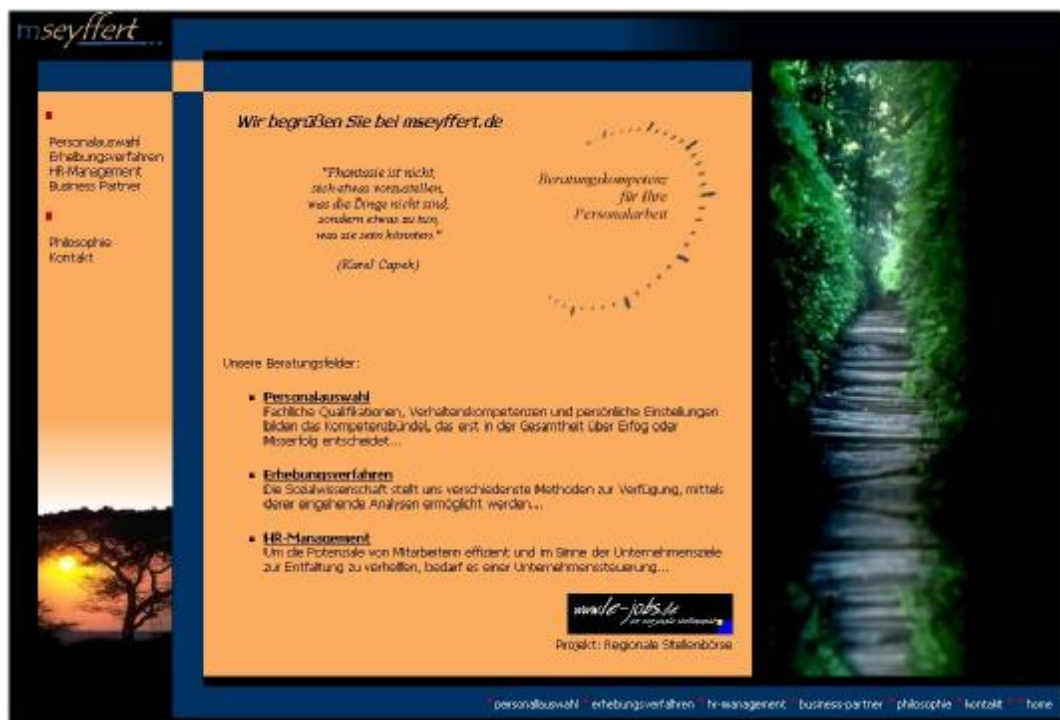 mseyffert
Personalauswahl
Erhebungsverfahren
HR-Management
Business Partner
Philosophie
Kontakt
Wir begrüßen Sie bei mseyffert.de
"Phantasie ist nicht,
sich etwas vorzustellen,
was die Dinge nicht sind,
sondern etwas zu tun,
was sie sein könnten."
(Karel Capek)
Beratungskompetenz
für Ihre
Personalarbeit
Unsere Beratungsfelder:
Personalauswahl
Fachliche Qualifikationen, Verhaltenskompetenzen und persönliche Einstellungen
bilden das Kompetenzbündel, das erst in der Gesamtheit über Erfog oder
Misserfolg entscheidet...
Erhebungsverfahren
Die Sozialwissenschaft stellt uns verschiedenste Methoden zur Verfügung, mittels
derer eingehende Analysen ermöglicht werden...
HR-Management
Um die Potenziale von Mitarbeitern effizient und im Sinne der Unternehmensziele
zur Entfaltung zu verhelfen, bedarf es einer Unternehmenssteuerung...
e-jobs.de
Projekt: Regionale Stellenbörse
personalauswahl erhebungsverfahren hr-management business-partner philosophie kontakt home